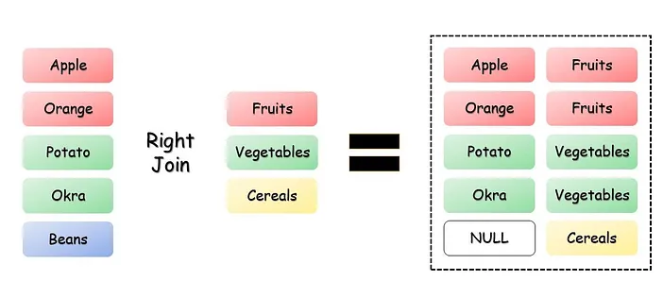 Apple
Orange
Potato
Okra
Beans
Right
Join
Fruits
Vegetables
Cereals
Apple Fruits
Orange Fruits
Potato Vegetables
Okra Vegetables
NULL Cereals